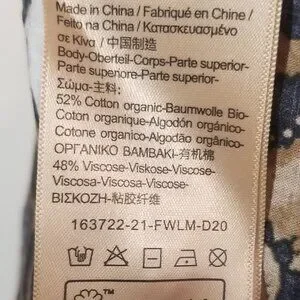 Made in China / Fabriqué en Chine /
Feito na China / Κατασκευασμένο
σε Κίνα / 中国制造
Body-Oberteil-Corps-Parte superior-
Parte superiore-Parte superior-
Σώμα-主料:
52% Cotton organic-Baumwolle Bio-
Coton organique-Algodón orgánico-
Cotone organico-Algodão orgânico-
ΟΡΓΑΝΙΚΟ ΒΑΜΒΑΚΙ-有机棉
48% Viscose-Viskose-Viscose-
Viscosa-Viscosa-Viscose-
ΒΙΣΚΟΖΗ-粘胶纤维
163722-21-FWLM-D20